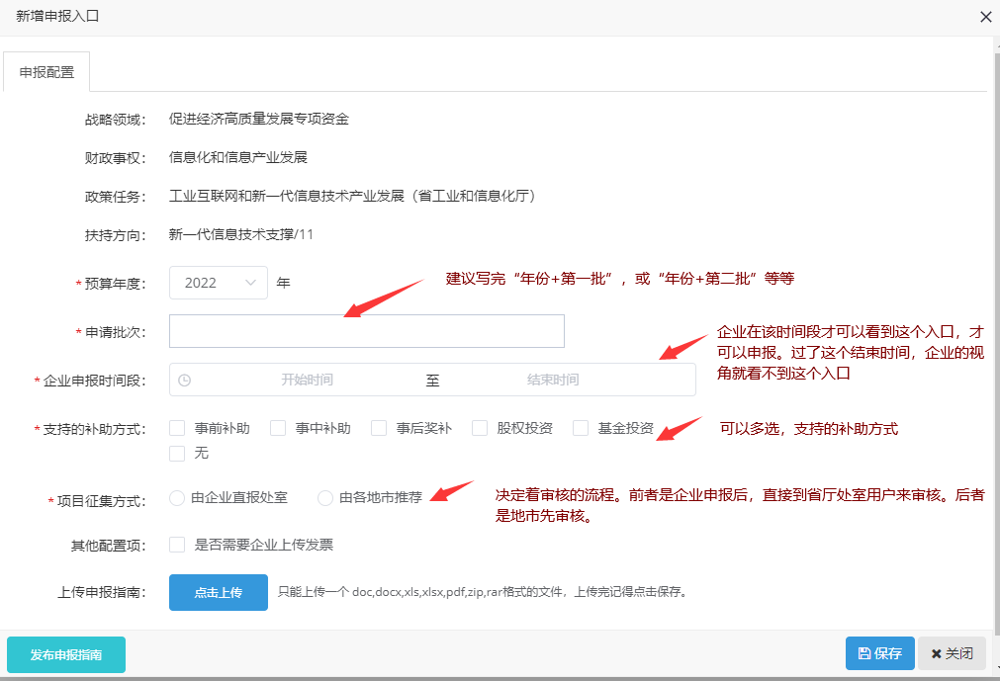 新增申报入口
申报配置
战略领域： 促进经济高质量发展专项资金
财政事权： 信息化和信息产业发展
政策任务： 工业互联网和新一代信息技术产业发展（省工业和信息化厅）
扶持方向： 新一代信息技术支撑/11
*预算年度： 2022 年
建议写完“年份+第一批”，或“年份+第二批”等等
*申请批次：
企业在该时间段才可以看到这个入口，才
可以申报。过了这个结束时间，企业的视
角就看不到这个入口
*企业申报时间段： 开始时间 至 结束时间
*支持的补助方式： 事前补助 事中补助 事后奖补 股权投资 基金投资
无
可以多选，支持的补助方式
*项目征集方式： 由企业直报处室 由各地市推荐
决定着审核的流程。前者是企业申报后，直接到省厅处室用户来审核。后者
是地市先审核。
其他配置项： 是否需要企业上传发票
上传申报指南： 点击上传 只能上传一个 doc,docx,xls,xlsx,pdf,zip,rar格式的文件，上传完记得点击保存。
发布申报指南 保存 关闭